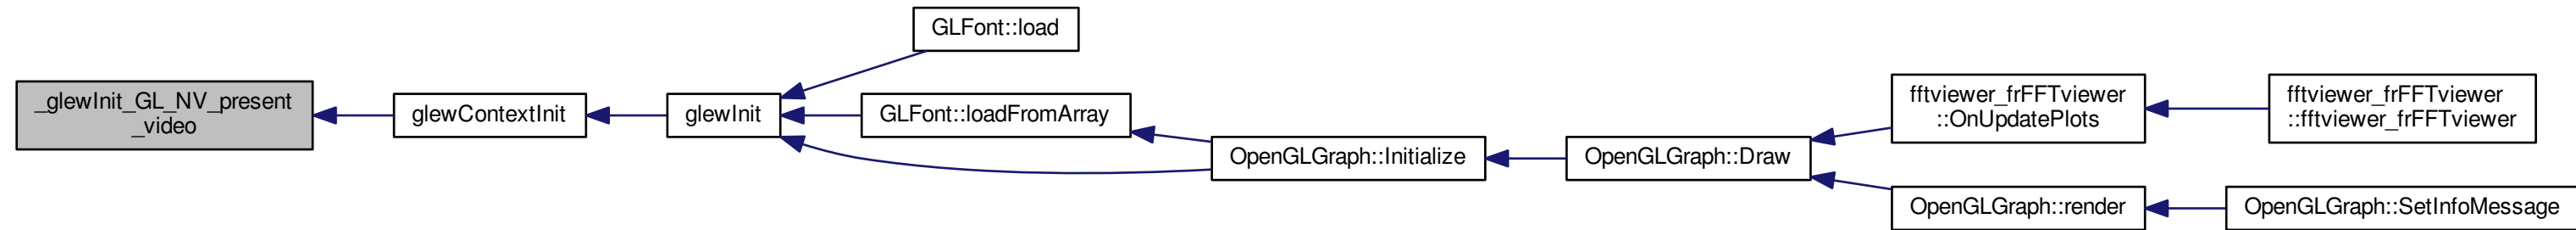 _glewInit_GL_NV_present
_video
glewContextInit
glewInit
GLFont::load
GLFont::loadFromArray
OpenGLGraph::Initialize
OpenGLGraph::Draw
fftviewer_frFFTviewer
::OnUpdatePlots
fftviewer_frFFTviewer
::fftviewer_frFFTviewer
OpenGLGraph::render
OpenGLGraph::SetInfoMessage